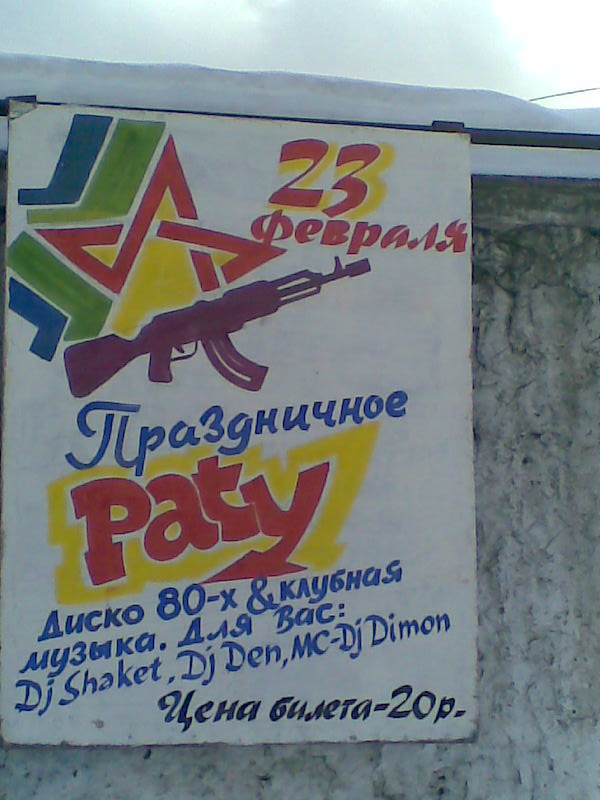 23
Февраля
Праздничное
Paty
Диско 80-х & клубная
музыка. Для Вас:
Dj Shaket, Dj Den, MC-Dj Dimon
Цена билета-20р.